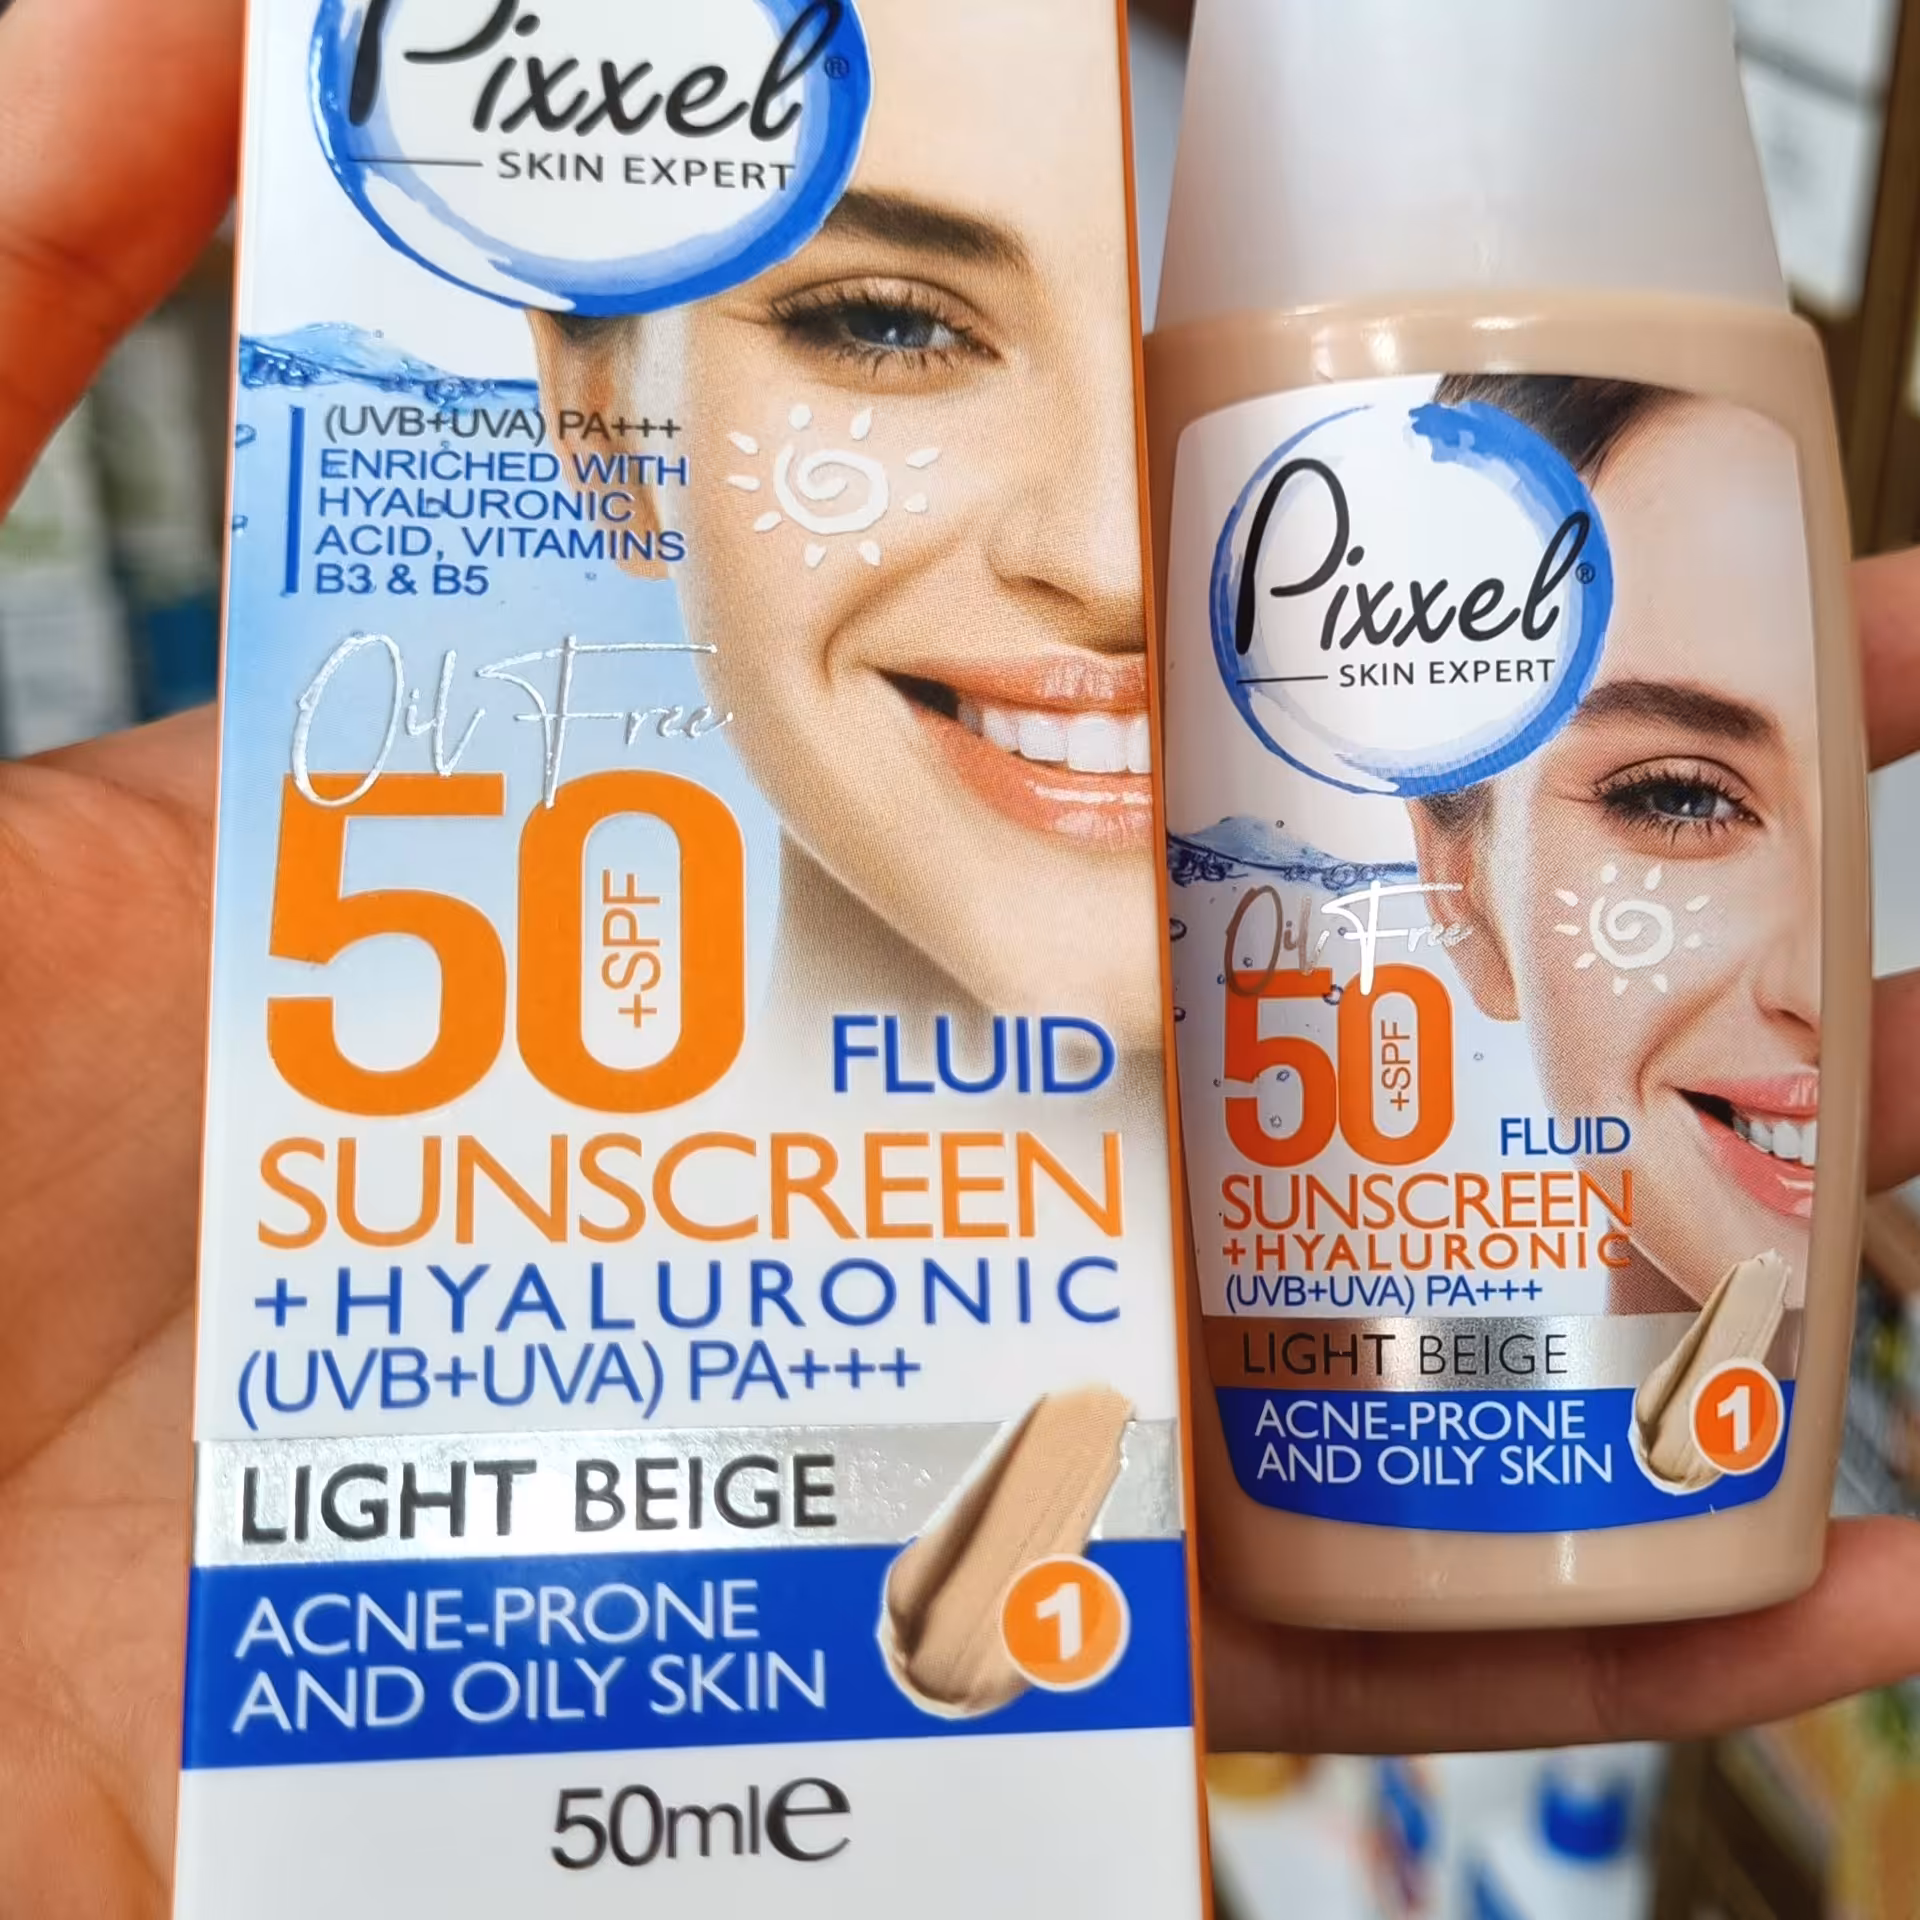 Pixxel®
SKIN EXPERT
(UVB+UVA) PA+++
ENRICHED WITH
HYALURONIC
ACID, VITAMINS
B3 & B5
Oil Free
50
+SPF
FLUID
SUNSCREEN
+HYALURONIC
(UVB+UVA) PA+++
LIGHT BEIGE
1
ACNE-PRONE
AND OILY SKIN
50mle
Pixxel®
SKIN EXPERT
Oil Free
50
+SPF
FLUID
SUNSCREEN
+HYALURONIC
(UVB+UVA) PA+++
LIGHT BEIGE
1
ACNE-PRONE
AND OILY SKIN